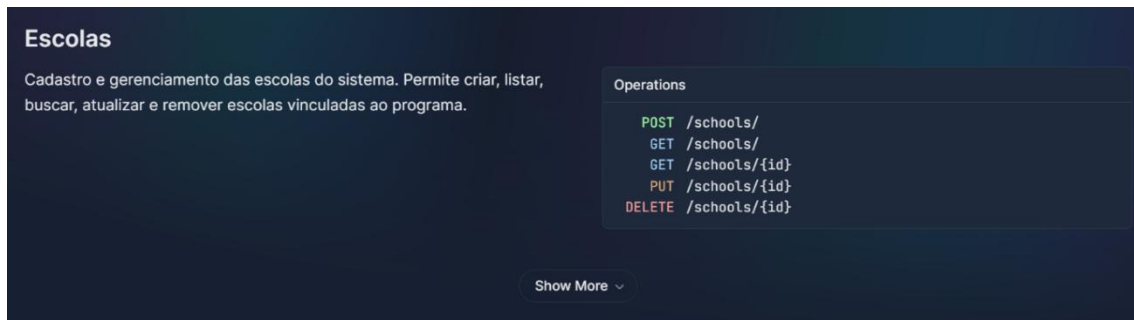 Escolas
Cadastro e gerenciamento das escolas do sistema. Permite criar, listar,
buscar, atualizar e remover escolas vinculadas ao programa.
Operations
POST /schools/
GET /schools/
GET /schools/{id}
PUT /schools/{id}
DELETE /schools/{id}
Show More